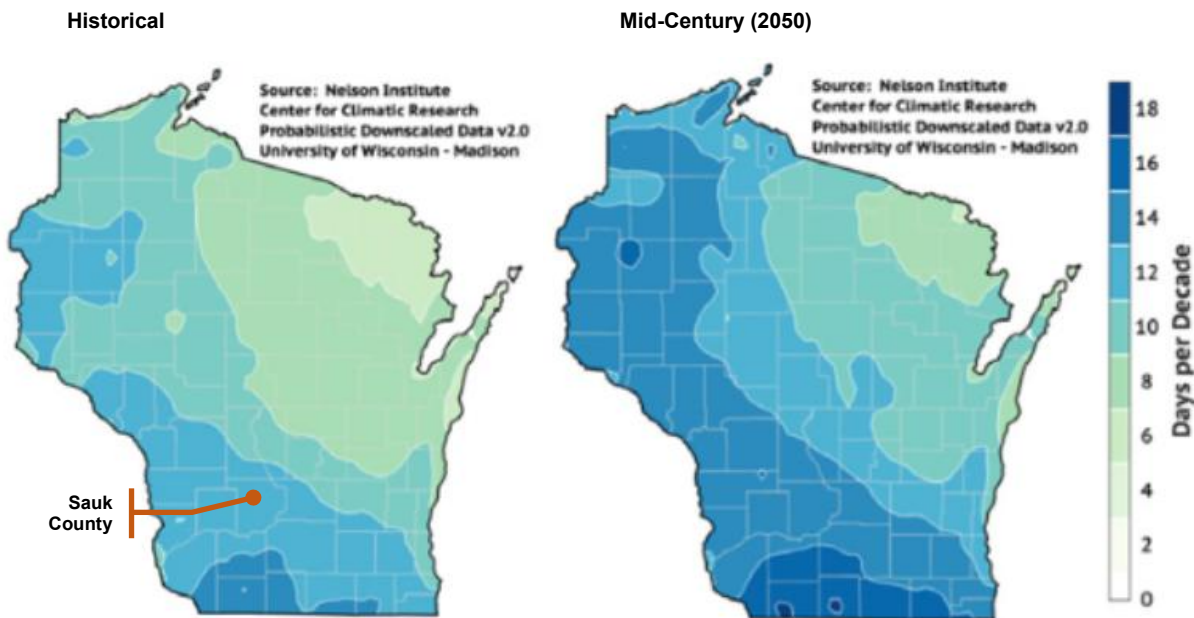 Historical
Mid-Century (2050)
Source: Nelson Institute
Center for Climatic Research
Probabilistic Downscaled Data v2.0
University of Wisconsin - Madison
Source: Nelson Institute
Center for Climatic Research
Probabilistic Downscaled Data v2.0
University of Wisconsin - Madison
Sauk
County
18
16
14
12
10
8
6
4
2
0
Days per Decade